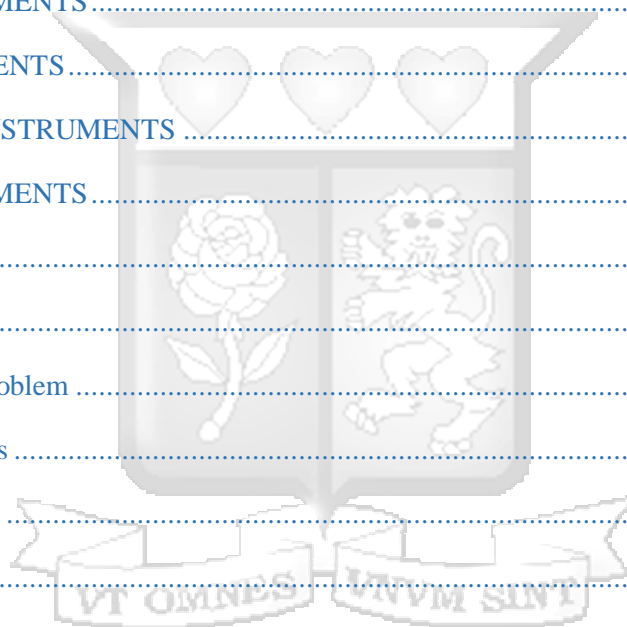 MENTS
ENTS
STRUMENTS
MENTS
oblem
s
VT OMNES VNVM SINT